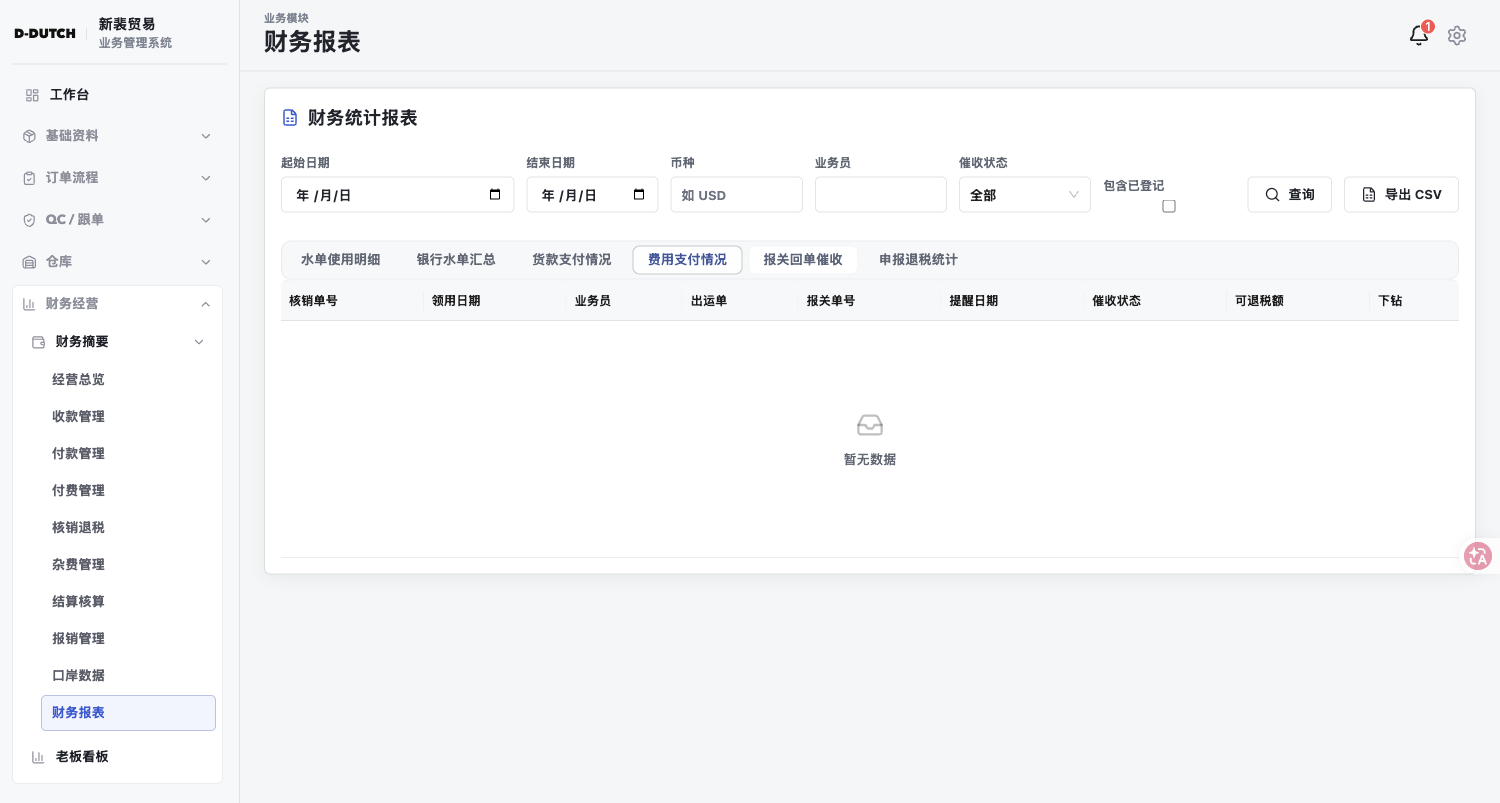 D-DUTCH
新裴贸易
业务管理系统
工作台
基础资料
订单流程
QC / 跟单
仓库
财务经营
财务摘要
经营总览
收款管理
付款管理
付费管理
核销退税
杂费管理
结算核算
报销管理
口岸数据
财务报表
老板看板
业务模块
财务报表
1
财务统计报表
起始日期 结束日期 币种 业务员 催收状态 包含已登记
年 /月/日 年 /月/日 如 USD 全部 查询 导出 CSV
水单使用明细 银行水单汇总 货款支付情况 费用支付情况 报关回单催收 申报退税统计
核销单号 领用日期 业务员 出运单 报关单号 提醒日期 催收状态 可退税额 下钻
暂无数据